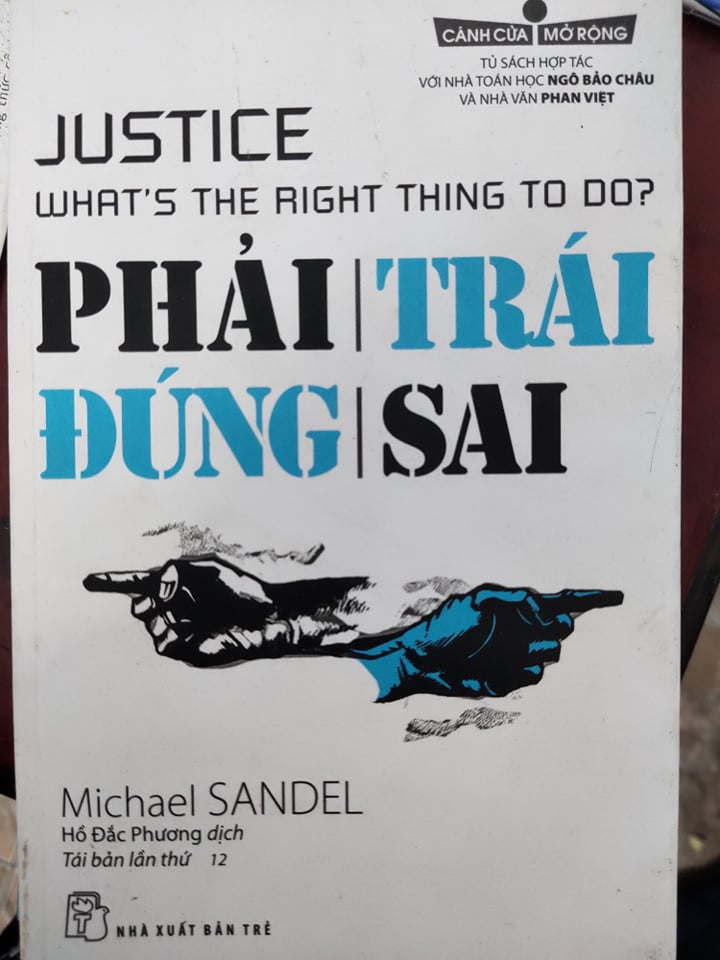 CÁNH CỬA MỞ RỘNG
TỦ SÁCH HỢP TÁC
VỚI NHÀ TOÁN HỌC NGÔ BẢO CHÂU
VÀ NHÀ VĂN PHAN VIỆT
JUSTICE
WHAT'S THE RIGHT THING TO DO?
PHẢI TRÁI
ĐÚNG SAI
Michael SANDEL
Hồ Đắc Phương dịch
Tái bản lần thứ 12
NHÀ XUẤT BẢN TRẺ